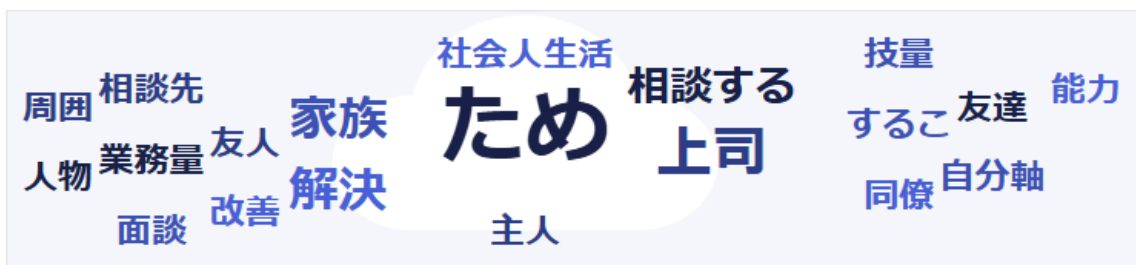 社会人生活
技量
相談先
相談する
能力
周囲
家族
ため
友達
するこ
友人
上司
業務量
人物
解決
自分軸
同僚
改善
面談
主人